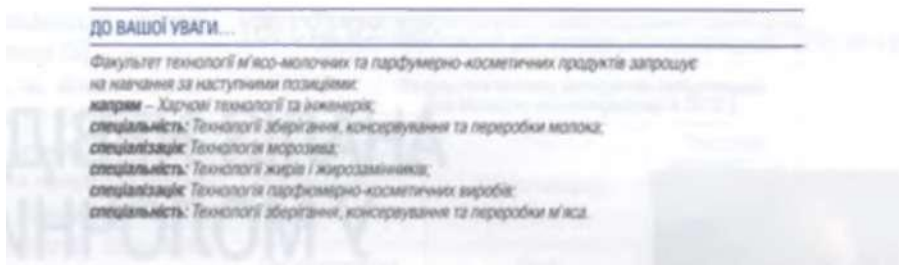 ДО ВАШОЇ УВАГИ...
Факультет технології м'ясо-молочних та парфумерно-косметичних продуктів запрошує
на навчання за наступними позиціями:
напрям – Харчові технології та інженерія;
спеціальність: Технології зберігання, консервування та переробки молока;
спеціалізація: Технологія морозива;
спеціальність: Технології жирів і жирозамінників;
спеціалізація: Технологія парфюмерно-косметичних виробів;
спеціальність: Технології зберігання, консервування та переробки м'яса.